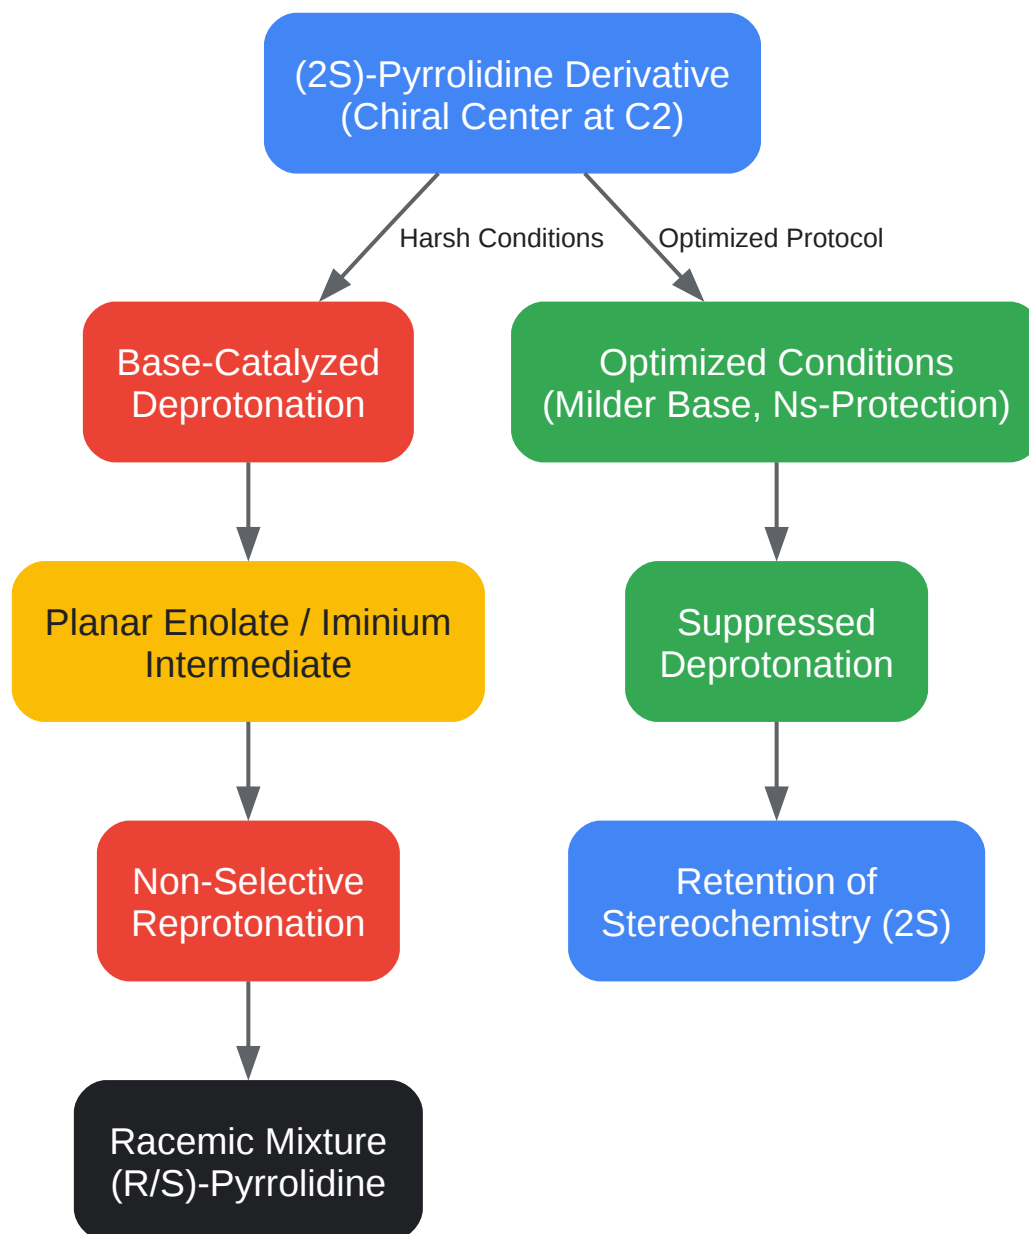 (2S)-Pyrrolidine Derivative
(Chiral Center at C2)
Harsh Conditions
Optimized Protocol
Base-Catalyzed
Deprotonation
Optimized Conditions
(Milder Base, Ns-Protection)
Planar Enolate / Iminium
Intermediate
Suppressed
Deprotonation
Non-Selective
Reprotonation
Retention of
Stereochemistry (2S)
Racemic Mixture
(R/S)-Pyrrolidine